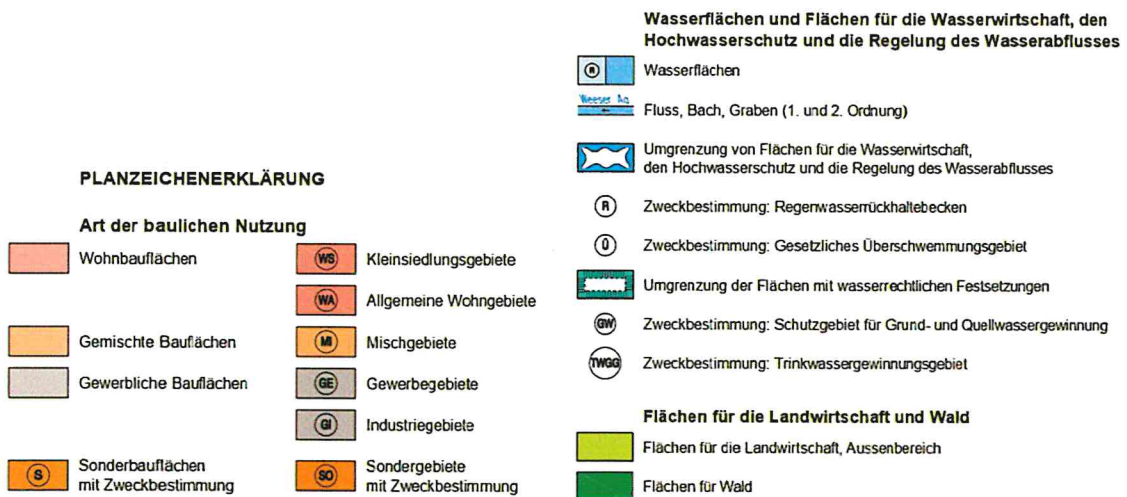 PLANZEICHENERKLÄRUNG
Art der baulichen Nutzung
Wohnbauflächen
WS Kleinsiedlungsgebiete
WA Allgemeine Wohngebiete
Gemischte Bauflächen
MI Mischgebiete
Gewerbliche Bauflächen
GE Gewerbegebiete
GI Industriegebiete
S Sonderbauflächen
mit Zweckbestimmung
SO Sondergebiete
mit Zweckbestimmung
Wasserflächen und Flächen für die Wasserwirtschaft, den
Hochwasserschutz und die Regelung des Wasserabflusses
R Wasserflächen
Fluss, Bach, Graben (1. und 2. Ordnung)
Umgrenzung von Flächen für die Wasserwirtschaft,
den Hochwasserschutz und die Regelung des Wasserabflusses
R Zweckbestimmung: Regenwasserrückhaltebecken
Ü Zweckbestimmung: Gesetzliches Überschwemmungsgebiet
Umgrenzung der Flächen mit wasserrechtlichen Festsetzungen
GW Zweckbestimmung: Schutzgebiet für Grund- und Quellwassergewinnung
TWGG Zweckbestimmung: Trinkwassergewinnungsgebiet
Flächen für die Landwirtschaft und Wald
Flächen für die Landwirtschaft, Aussenbereich
Flächen für Wald